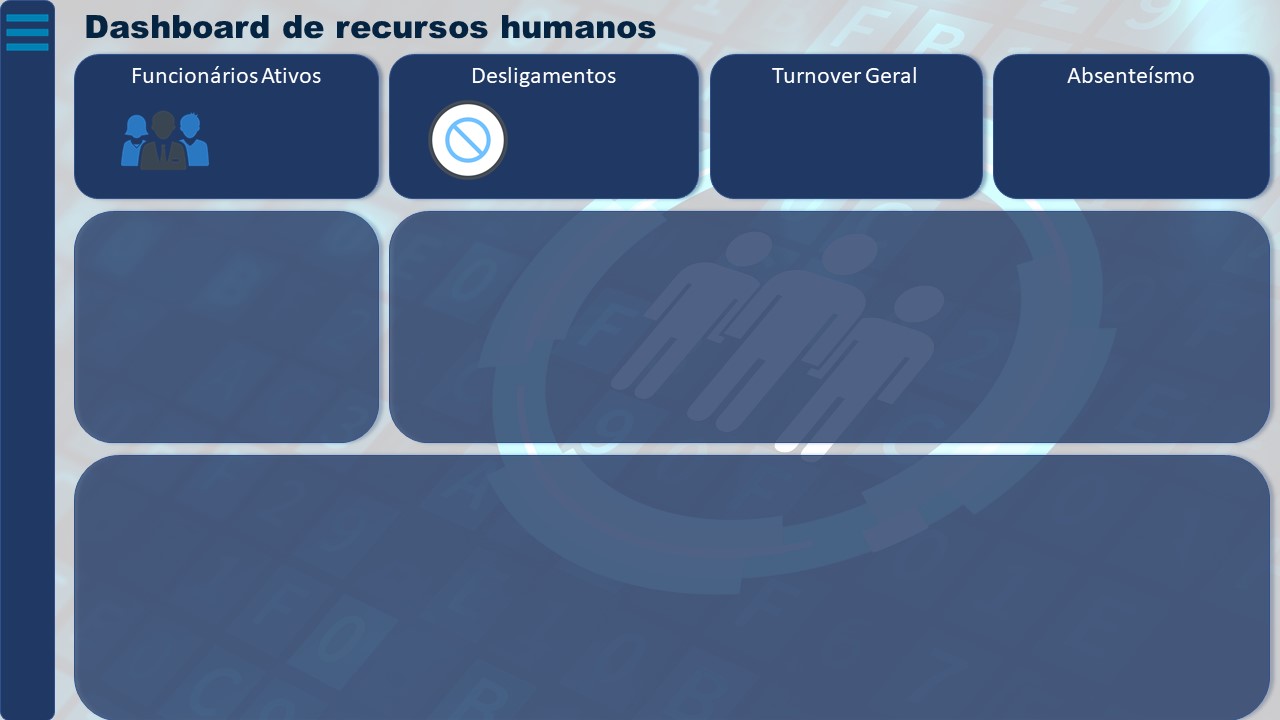 Dashboard de recursos humanos
Funcionários Ativos
Desligamentos
Turnover Geral
Absenteísmo